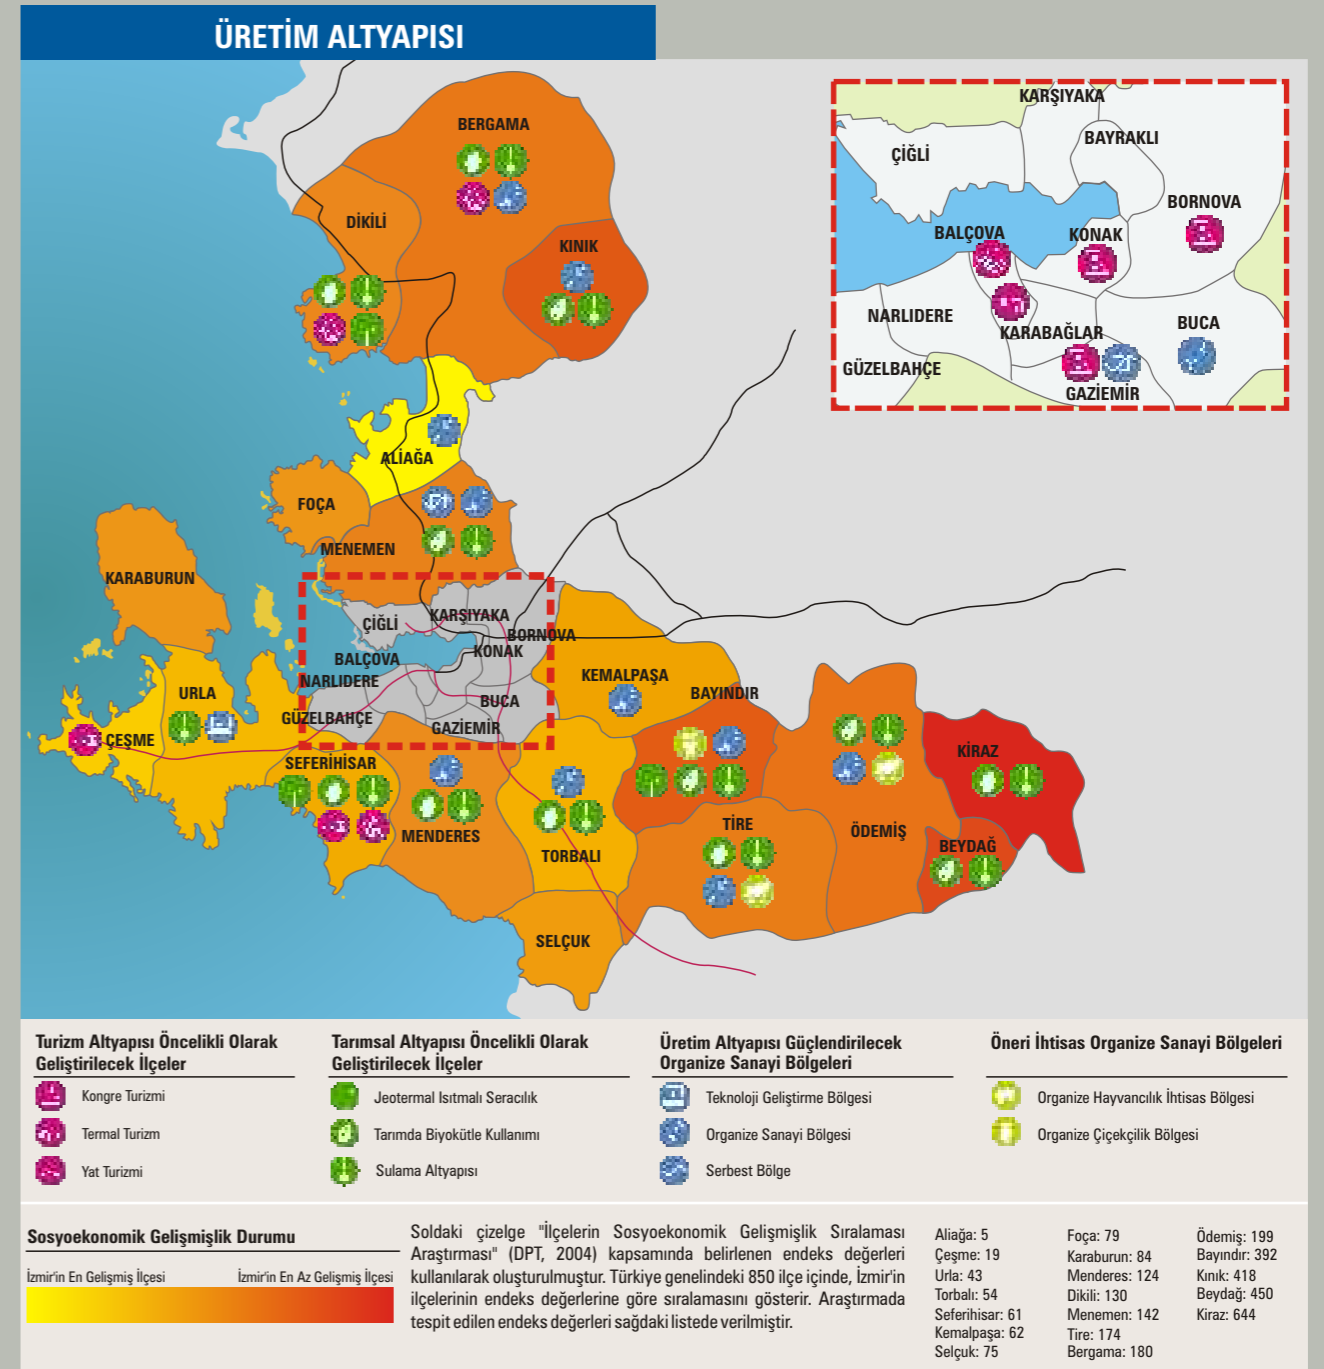 ÜRETİM ALTYAPISI
BERGAMA
DİKİLİ
KINIK
ALİAĞA
FOÇA
MENEMEN
KARABURUN
ÇİĞLİ
KARŞIYAKA
BORNOVA
KONAK
BALÇOVA
NARLIDERE
BUCA
GÜZELBAHÇE
GAZİEMİR
URLA
ÇEŞME
SEFERİHİSAR
MENDERES
KEMALPAŞA
BAYINDIR
TORBALI
TİRE
ÖDEMİŞ
KİRAZ
BEYDAĞ
SELÇUK
KARŞIYAKA
BAYRAKLI
ÇİĞLİ
BORNOVA
BALÇOVA
KONAK
NARLIDERE
KARABAĞLAR
BUCA
GÜZELBAHÇE
GAZİEMİR
Turizm Altyapısı Öncelikli Olarak
Geliştirilecek İlçeler
Kongre Turizmi
Termal Turizm
Yat Turizmi
Tarımsal Altyapısı Öncelikli Olarak
Geliştirilecek İlçeler
Jeotermal Isıtmalı Seracılık
Tarımda Biyokütle Kullanımı
Sulama Altyapısı
Üretim Altyapısı Güçlendirilecek
Organize Sanayi Bölgeleri
Teknoloji Geliştirme Bölgesi
Organize Sanayi Bölgesi
Serbest Bölge
Öneri İhtisas Organize Sanayi Bölgeleri
Organize Hayvancılık İhtisas Bölgesi
Organize Çiçekçilik Bölgesi
Sosyoekonomik Gelişmişlik Durumu
İzmir'in En Gelişmiş İlçesi
İzmir'in En Az Gelişmiş İlçesi
Soldaki çizelge "İlçelerin Sosyoekonomik Gelişmişlik Sıralaması
Araştırması" (DPT, 2004) kapsamında belirlenen endeks değerleri
kullanılarak oluşturulmuştur. Türkiye genelindeki 850 ilçe içinde, İzmir'in
ilçelerinin endeks değerlerine göre sıralamasını gösterir. Araştırmada
tespit edilen endeks değerleri sağdaki listede verilmiştir.
Aliağa: 5
Çeşme: 19
Urla: 43
Torbalı: 54
Seferihisar: 61
Kemalpaşa: 62
Selçuk: 75
Foça: 79
Karaburun: 84
Menderes: 124
Dikili: 130
Menemen: 142
Tire: 174
Bergama: 180
Ödemiş: 199
Bayındır: 392
Kınık: 418
Beydağ: 450
Kiraz: 644